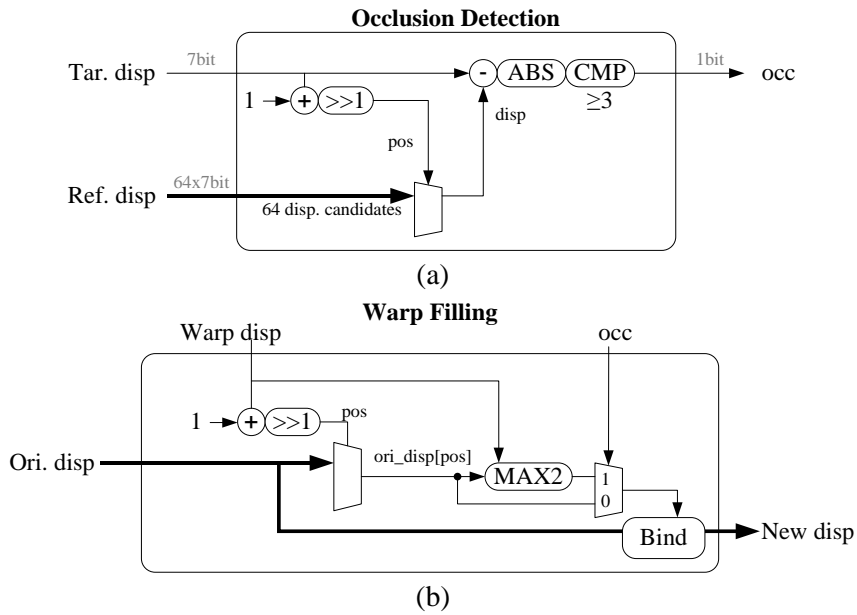 Occlusion Detection
7bit
1bit
Tar. disp
- ABS CMP
occ
1 + >>1
≥3
disp
pos
64x7bit
Ref. disp
64 disp. candidates
(a)
Warp Filling
Warp disp
occ
1 + >>1
pos
Ori. disp
ori_disp[pos]
MAX2
1
0
Bind
New disp
(b)